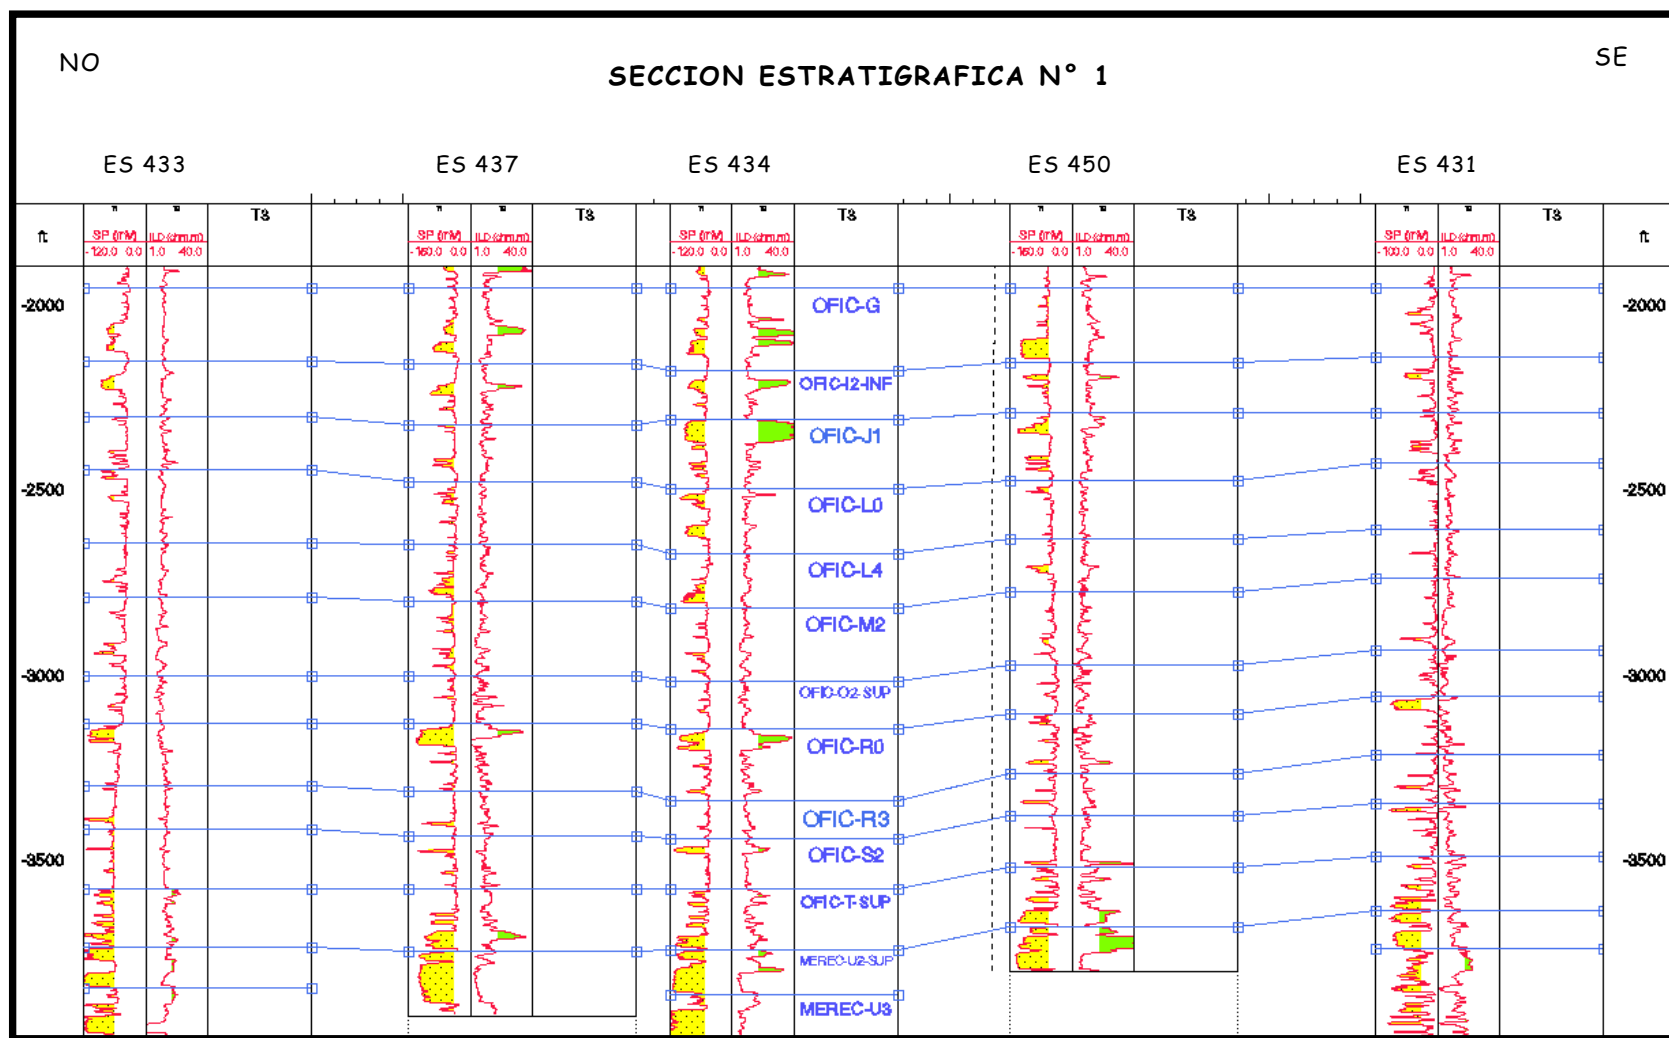 NO
SE
SECCION ESTRATIGRAFICA N° 1
ES 433 ES 437 ES 434 ES 450 ES 431
TS TS TS TS TS
ft ft
SP (mV) ILD (ohm.m) SP (mV) ILD (ohm.m) SP (mV) ILD (ohm.m) SP (mV) ILD (ohm.m) SP (mV) ILD (ohm.m)
-120.0 0.0 1.0 40.0 -160.0 0.0 1.0 40.0 -120.0 0.0 1.0 40.0 -160.0 0.0 1.0 40.0 -100.0 0.0 1.0 40.0
-2000 OFIC-G -2000
OFIC-I2-INF
OFIC-J1
-2500 OFIC-L0 -2500
OFIC-L4
OFIC-M2
-3000 OFIC-O2-SUP -3000
OFIC-R0
OFIC-R3
-3500 OFIC-S2 -3500
OFIC-T-SUP
MEREC-U2-SUP
MEREC-U3